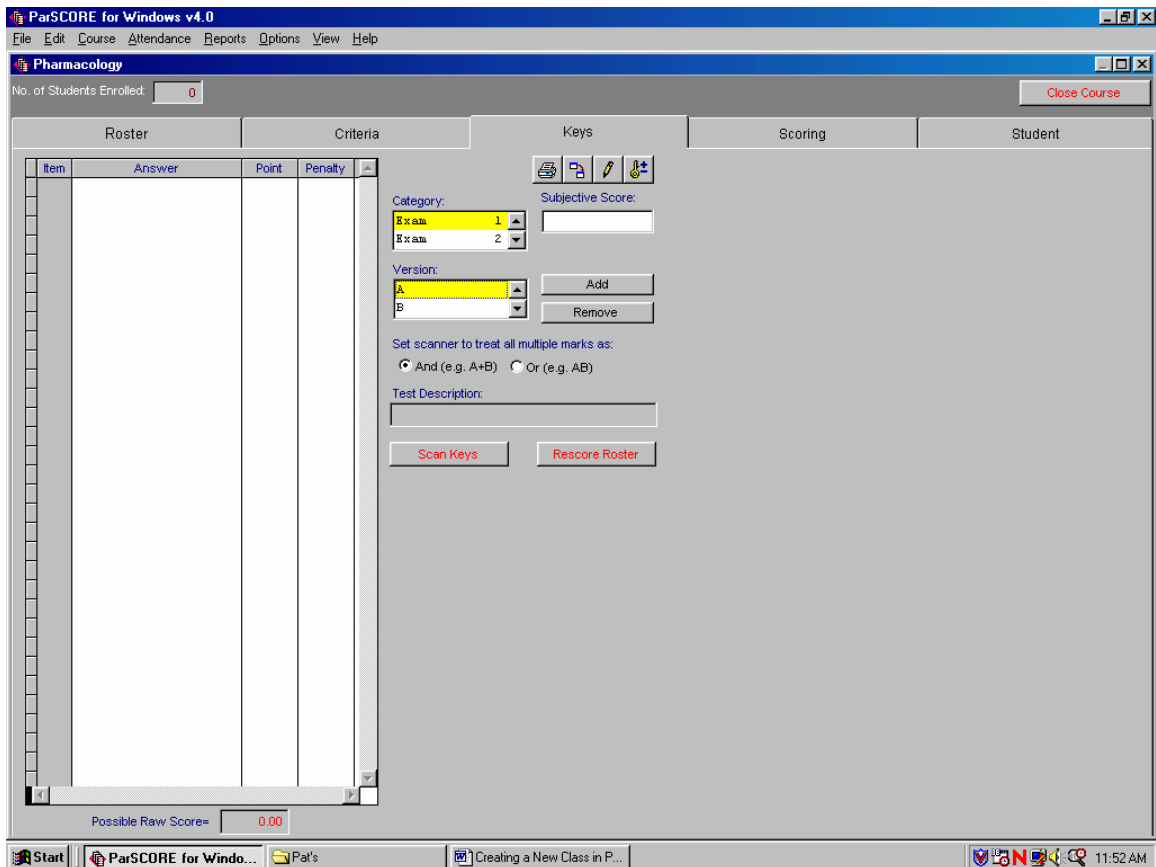 ParSCORE for Windows v4.0
File Edit Course Attendance Reports Options View Help
Pharmacology
No. of Students Enrolled: 0
Close Course
Roster Criteria Keys Scoring Student
Item Answer Point Penalty
Category: Subjective Score:
Exam 1
Exam 2
Version:
A
Add
B
Remove
Set scanner to treat all multiple marks as:
And (e.g. A+B) Or (e.g. AB)
Test Description:
Scan Keys Rescore Roster
Possible Raw Score= 0.00
Start ParSCORE for Windo... Pat's Creating a New Class in P... N 11:52 AM